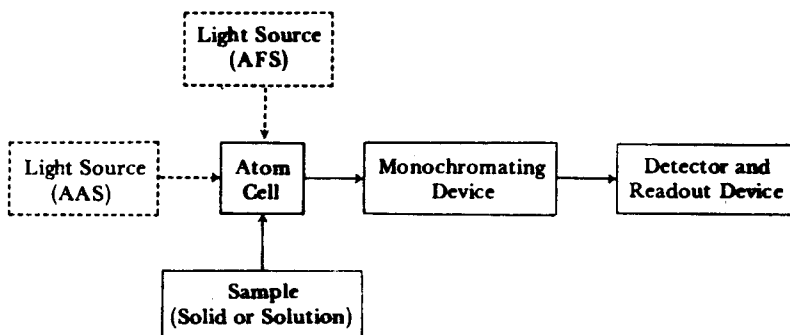 Light Source
(AFS)
Light Source
(AAS)
Atom
Cell
Monochromating
Device
Detector and
Readout Device
Sample
(Solid or Solution)